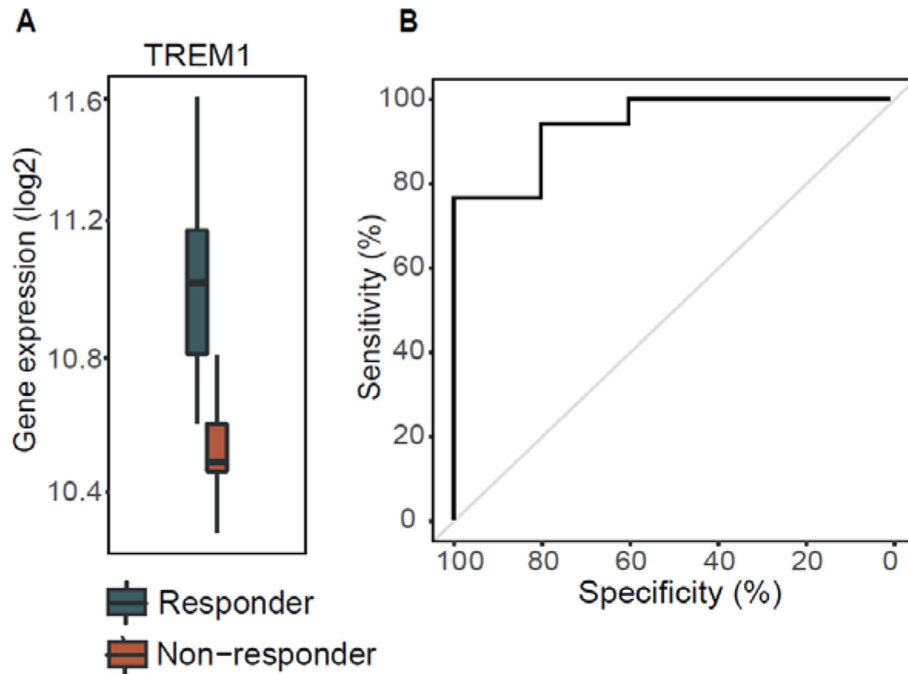 A
TREM1
Gene expression (log2)
11.6
11.2
10.8
10.4
Responder
Non-responder
B
Sensitivity (%)
100
80
60
40
20
0
100 80 60 40 20 0
Specificity (%)